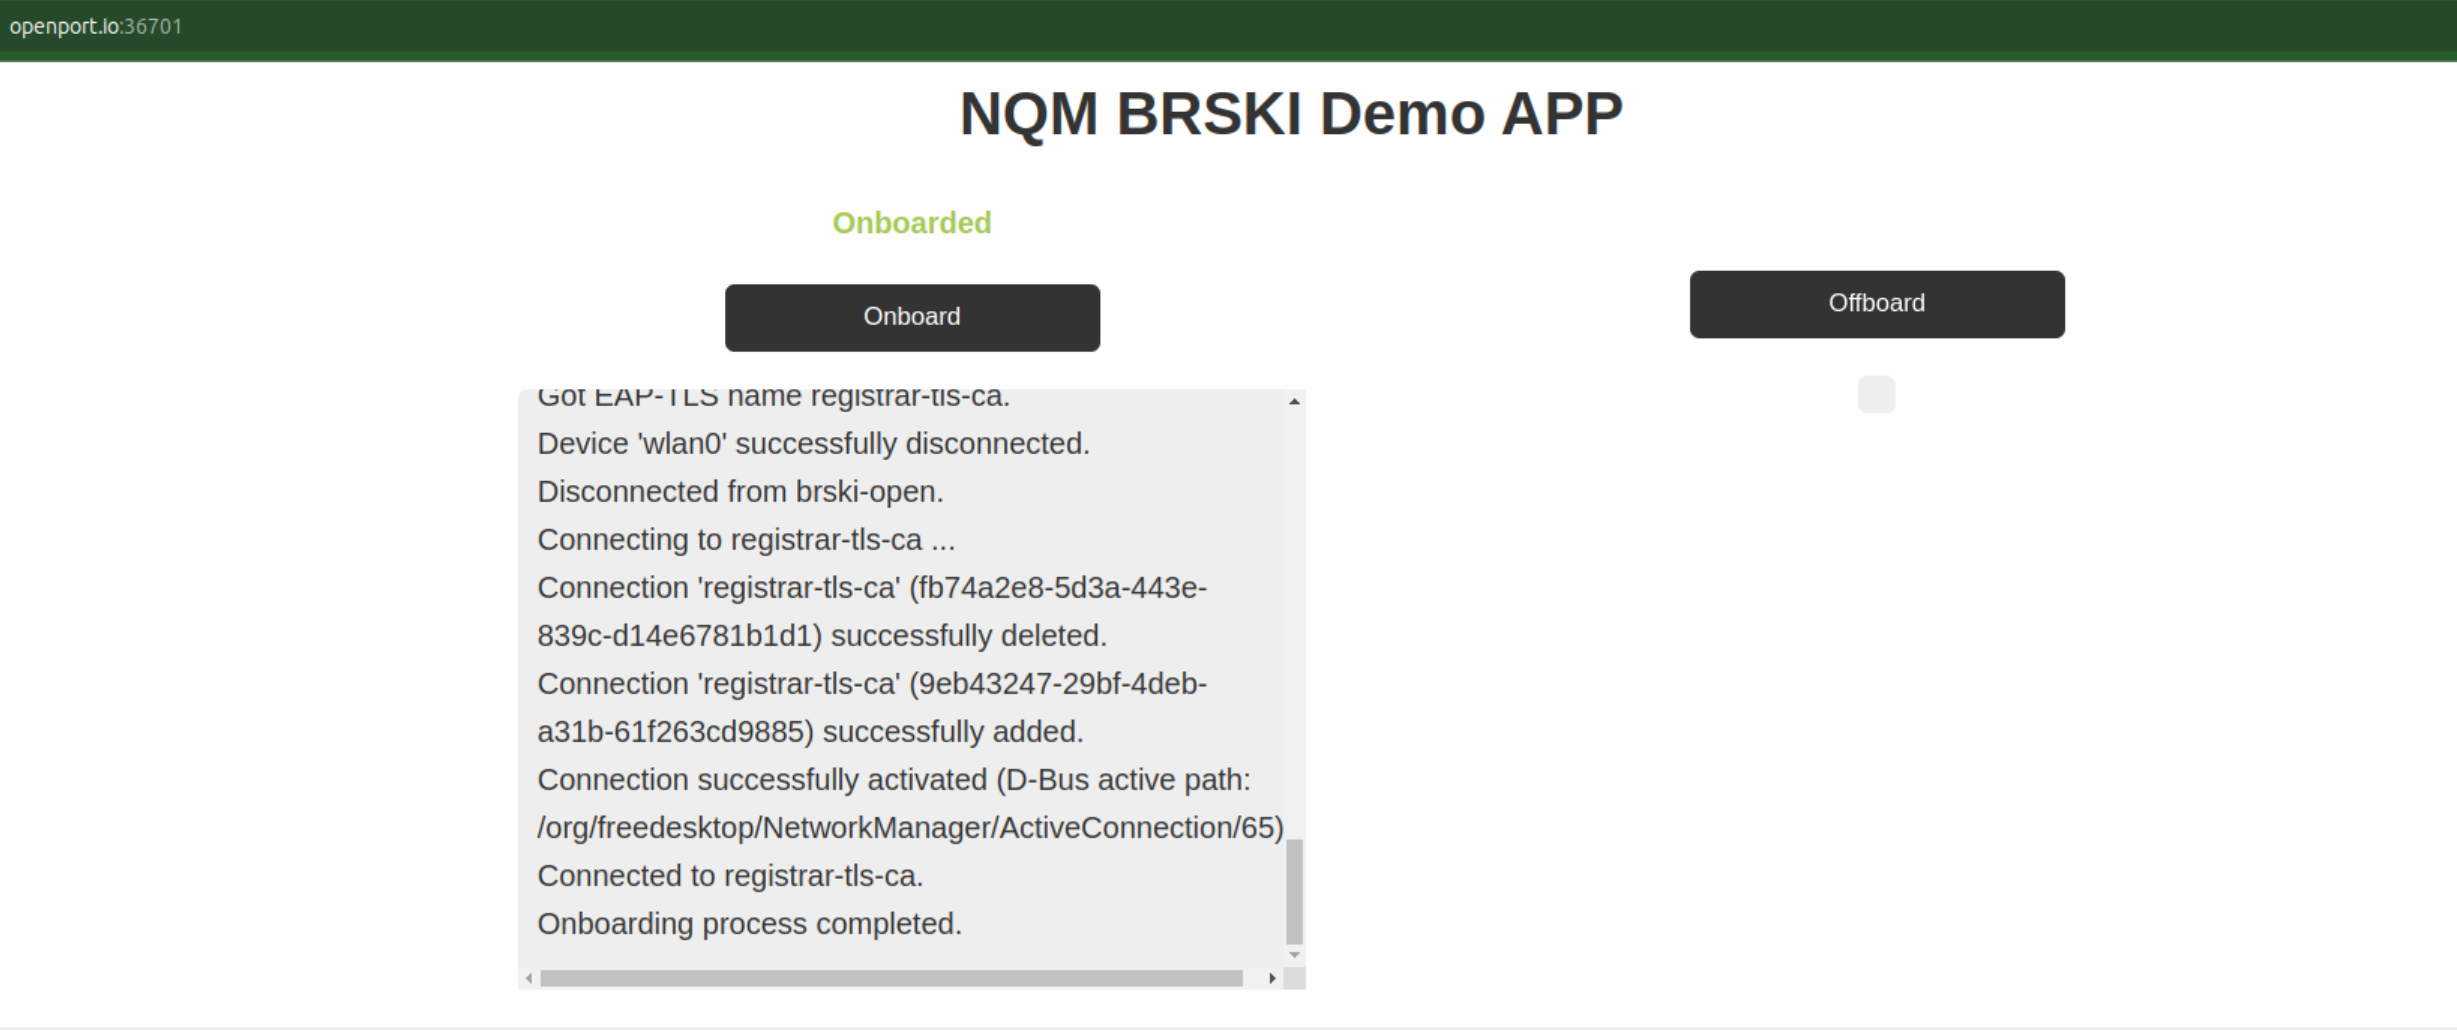 openport.io:36701
NQM BRSKI Demo APP
Onboarded
Onboard
Offboard
Got EAP-TLS name registrar-tls-ca.
Device 'wlan0' successfully disconnected.
Disconnected from brski-open.
Connecting to registrar-tls-ca ...
Connection 'registrar-tls-ca' (fb74a2e8-5d3a-443e-
839c-d14e6781b1d1) successfully deleted.
Connection 'registrar-tls-ca' (9eb43247-29bf-4deb-
a31b-61f263cd9885) successfully added.
Connection successfully activated (D-Bus active path:
/org/freedesktop/NetworkManager/ActiveConnection/65)
Connected to registrar-tls-ca.
Onboarding process completed.